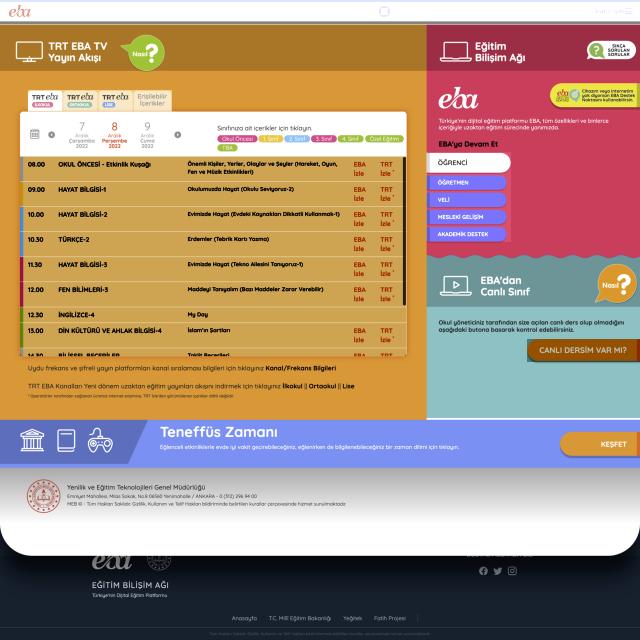 eba
TRT EBA TV
Yayın Akışı
Nasıl ?
Eğitim
Bilişim Ağı
?
SIKÇA
SORULAN
SORULAR
TRT eba
İLKOKUL
TRT eba
ORTAOKUL
TRT eba
LİSE
Erişilebilir
İçerikler
7
Aralık
Çarşamba
2022
8
Aralık
Perşembe
2022
9
Aralık
Cuma
2022
Sınıfınıza ait içerikler için tıklayın.
Okul Öncesi 1. Sınıf 2. Sınıf 3. Sınıf 4. Sınıf Özel Eğitim
TBA
08.00 OKUL ÖNCESİ - Etkinlik Kuşağı Önemli Kişiler, Yerler, Olaylar ve Şeyler (Hareket, Oyun, Fen ve Müzik Etkinlikleri) EBA İzle TRT İzle *
09.00 HAYAT BİLGİSİ-1 Okulumuzda Hayat (Okulu Seviyoruz-2) EBA İzle TRT İzle *
10.00 HAYAT BİLGİSİ-2 Evimizde Hayat (Evdeki Kaynakları Dikkatli Kullanmak-1) EBA İzle TRT İzle *
10.30 TÜRKÇE-2 Erdemler (Tebrik Kartı Yazma) EBA İzle TRT İzle *
11.30 HAYAT BİLGİSİ-3 Evimizde Hayat (Tekno Ailesini Tanıyoruz-1) EBA İzle TRT İzle *
12.00 FEN BİLİMLERİ-3 Maddeyi Tanıyalım (Bazı Maddeler Zarar Verebilir) EBA İzle TRT İzle *
12.30 İNGİLİZCE-4 My Day
13.00 DİN KÜLTÜRÜ VE AHLAK BİLGİSİ-4 İslam'ın Şartları EBA İzle TRT İzle *
14.30 BİLİŞSEL BECERİLER Taklit Becerileri EBA TRT
Uydu frekans ve şifreli yayın platformları kanal sıralaması bilgileri için tıklayınız Kanal/Frekans Bilgileri
TRT EBA Kanalları Yeni dönem uzaktan eğitim yayınları akışını indirmek için tıklayınız İlkokul || Ortaokul || Lise
eba
Cihazım var internetim
yok diyorsan EBA Destek
Noktasını kullanabilirsin.
Türkiye'nin dijital eğitim platformu EBA, tüm özellikleri ve binlerce
içeriğiyle uzaktan eğitim sürecinde yanınızda.
EBA'ya Devam Et
ÖĞRENCİ
ÖĞRETMEN
VELİ
MESLEKİ GELİŞİM
AKADEMİK DESTEK
EBA'dan
Canlı Sınıf
Nasıl ?
Okul yöneticiniz tarafından size açılan canlı ders olup olmadığını
aşağıdaki butona basarak kontrol edebilirsiniz.
CANLI DERSİM VAR MI?
Teneffüs Zamanı
Eğlenceli etkinliklerle evde iyi vakit geçirebileceğiniz, eğlenirken de bilgilenebileceğiniz bir zaman dilimi için tıklayın.
KEŞFET
Yenilik ve Eğitim Teknolojileri Genel Müdürlüğü
Emniyet Mahallesi, Milas Sokak, No.8 06560 Yenimahalle / ANKARA - 0 (312) 296 94 00
MEB © - Tüm Hakları Saklıdır. Gizlilik, Kullanım ve Telif Hakları bildiriminde belirtilen kurallar çerçevesinde hizmet sunulmaktadır.
eba
EĞİTİM BİLİŞİM AĞI
Türkiye'nin Dijital Eğitim Platformu
Anasayfa T.C. Millî Eğitim Bakanlığı Yeğitek Fatih Projesi